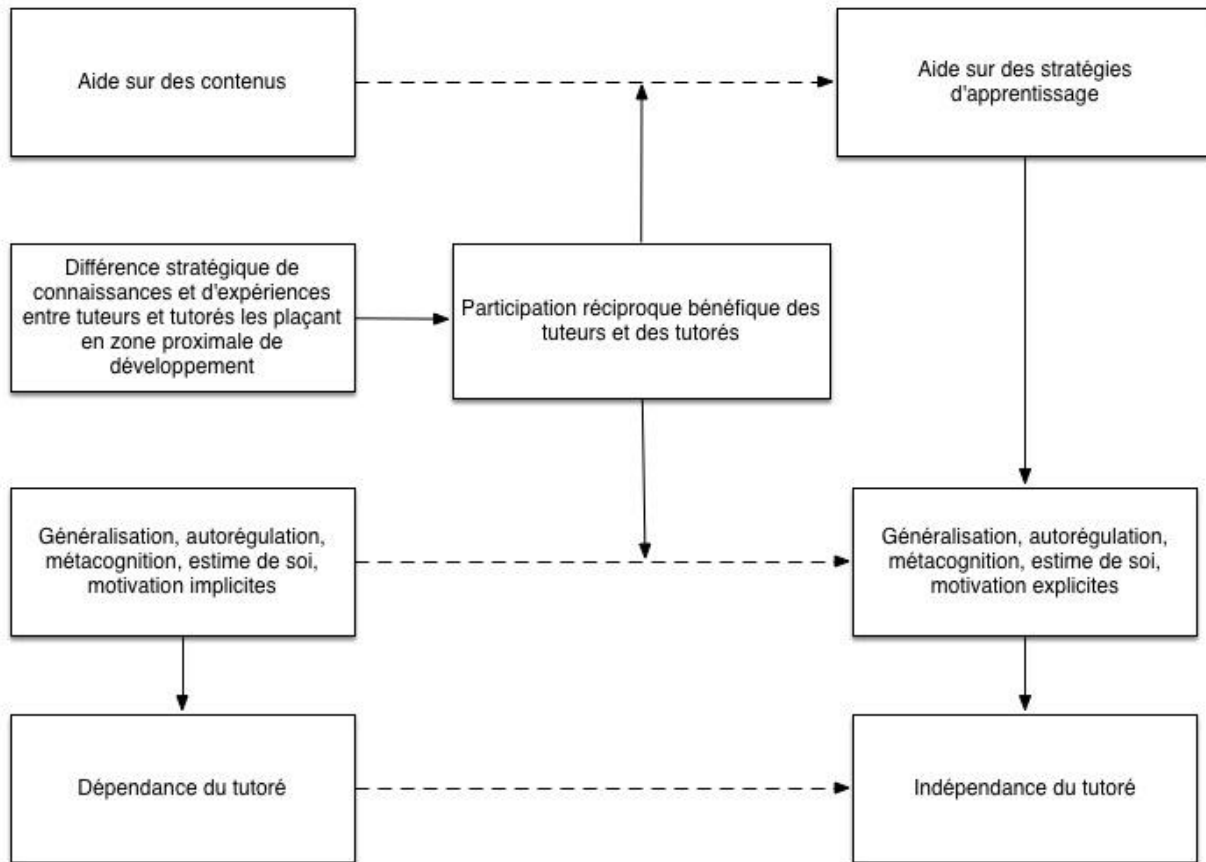 Aide sur des contenus
Aide sur des stratégies
d'apprentissage
Différence stratégique de
connaissances et d'expériences
entre tuteurs et tutorés les plaçant
en zone proximale de
développement
Participation réciproque bénéfique des
tuteurs et des tutorés
Généralisation, autorégulation,
métacognition, estime de soi,
motivation implicites
Généralisation, autorégulation,
métacognition, estime de soi,
motivation explicites
Dépendance du tutoré
Indépendance du tutoré